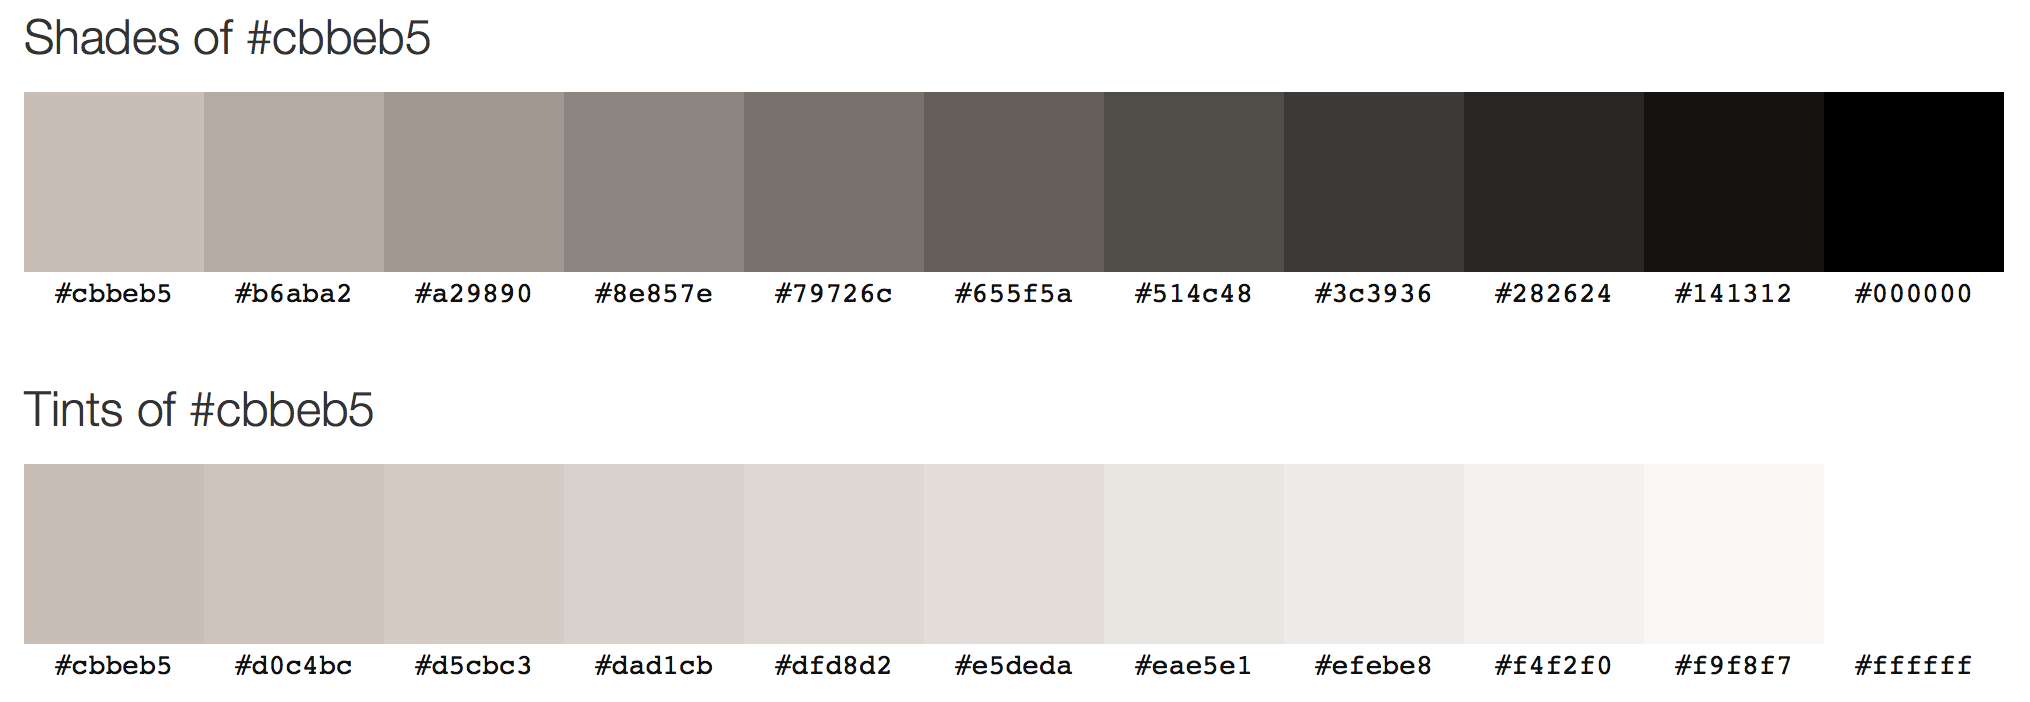 Shades of #cbbeb5
#cbbeb5 #b6aba2 #a29890 #8e857e #79726c #655f5a #514c48 #3c3936 #282624 #141312 #000000
Tints of #cbbeb5
#cbbeb5 #d0c4bc #d5cbc3 #dad1cb #dfd8d2 #e5deda #eae5e1 #efebe8 #f4f2f0 #f9f8f7 #ffffff